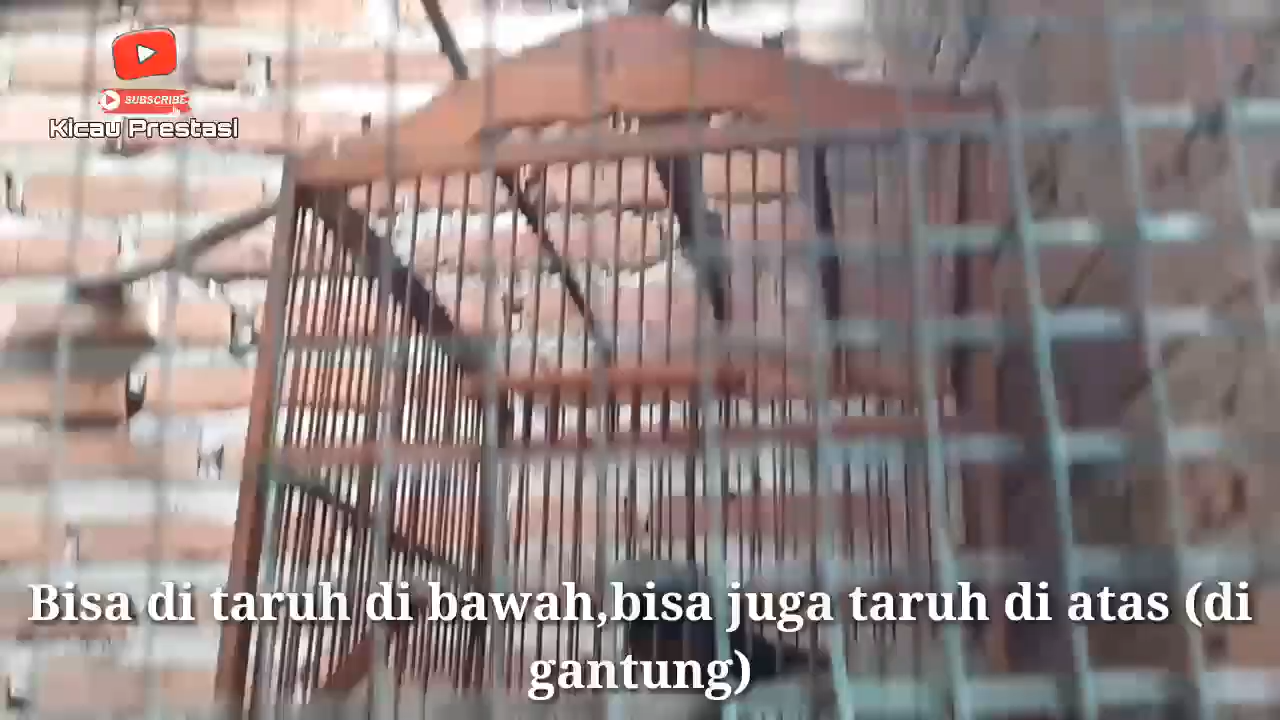 SUBSCRIBE
Kicau Prestasi
Bisa di taruh di bawah,bisa juga taruh di atas (di
gantung)